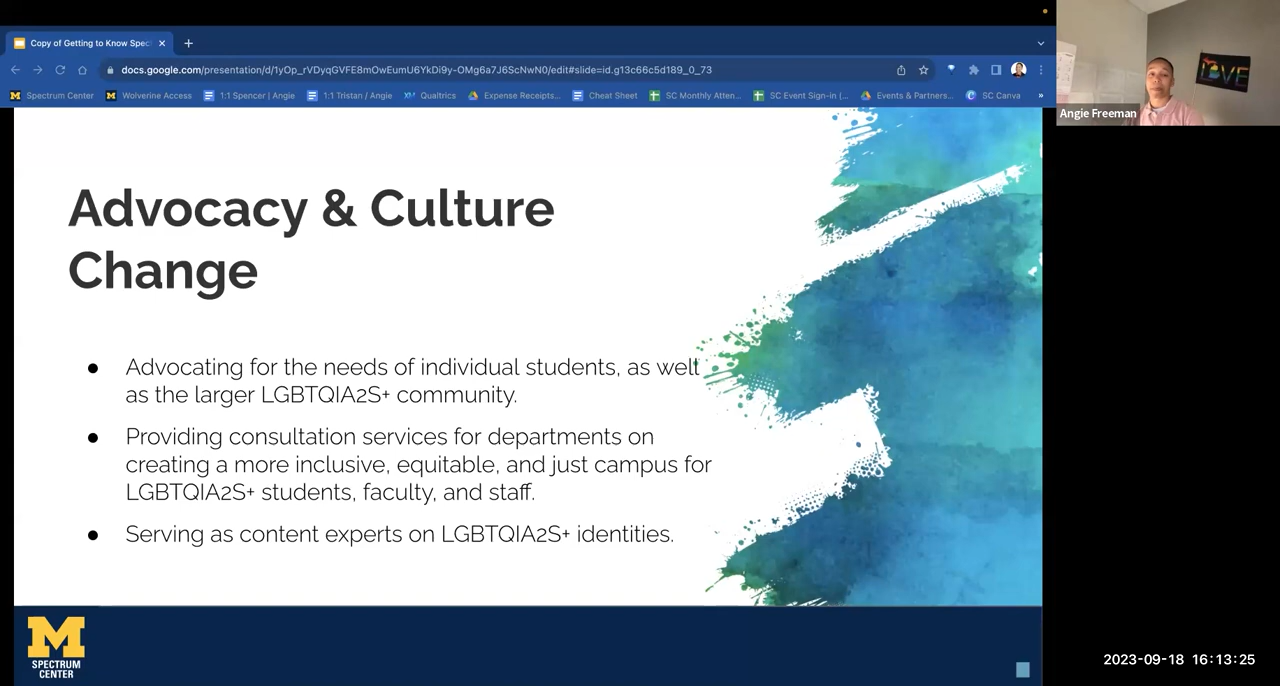 Copy of Getting to Know Spec
docs.google.com/presentation/d/1yOp_rVDyqGVFE8mOwEumU6YkDi9y-OMg6a7J6ScNwN0/edit#slide=id.g13c66c5d189_0_73
Spectrum Center
Wolverine Access
1:1 Spencer | Angie
1:1 Tristan / Angie
Qualtrics
Expense Receipts...
Cheat Sheet
SC Monthly Atten...
SC Event Sign-in (...
Events & Partners...
SC Canva
»
LOVE
Angie Freeman
Advocacy & Culture
Change
● Advocating for the needs of individual students, as well
as the larger LGBTQIA2S+ community.
● Providing consultation services for departments on
creating a more inclusive, equitable, and just campus for
LGBTQIA2S+ students, faculty, and staff.
● Serving as content experts on LGBTQIA2S+ identities.
M
SPECTRUM
CENTER
2023-09-18 16:13:25